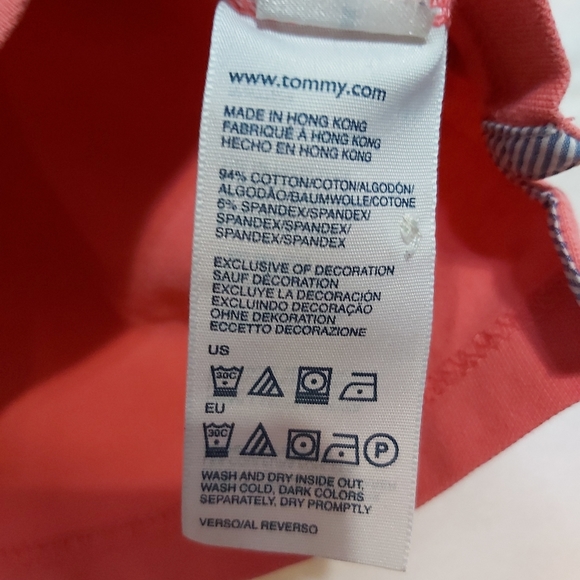 www.tommy.com
MADE IN HONG KONG
FABRIQUÉ À HONG KONG
HECHO EN HONG KONG
94% COTTON/COTON/ALGODÓN/
ALGODÃO/BAUMWOLLE/COTONE
6% SPANDEX/SPANDEX/
SPANDEX/SPANDEX/
SPANDEX/SPANDEX
EXCLUSIVE OF DECORATION
SAUF DÉCORATION
EXCLUYE LA DECORACIÓN
EXCLUINDO DECORAÇÃO
OHNE DEKORATION
ECCETTO DECORAZIONE
US
30C
EU
30C P
WASH AND DRY INSIDE OUT,
WASH COLD, DARK COLORS
SEPARATELY, DRY PROMPTLY
VERSO/AL REVERSO